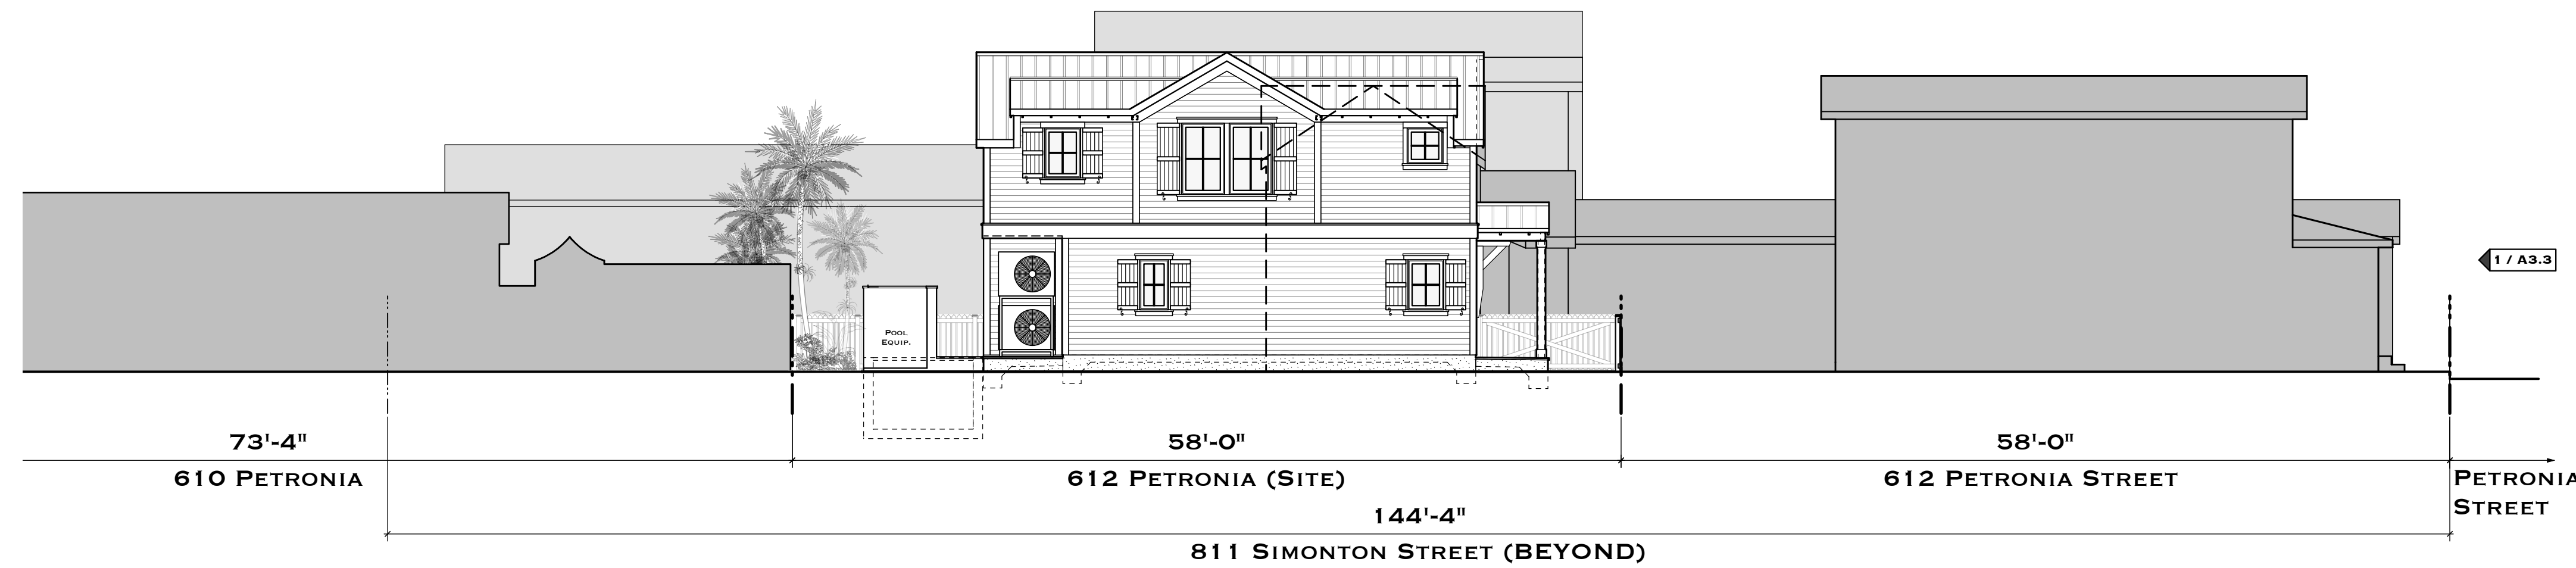 1 / A3.3
Pool
Equip.
73'-4"
58'-0"
58'-0"
610 Petronia
612 Petronia (Site)
612 Petronia Street
Petronia
Street
144'-4"
811 Simonton Street (BEYOND)